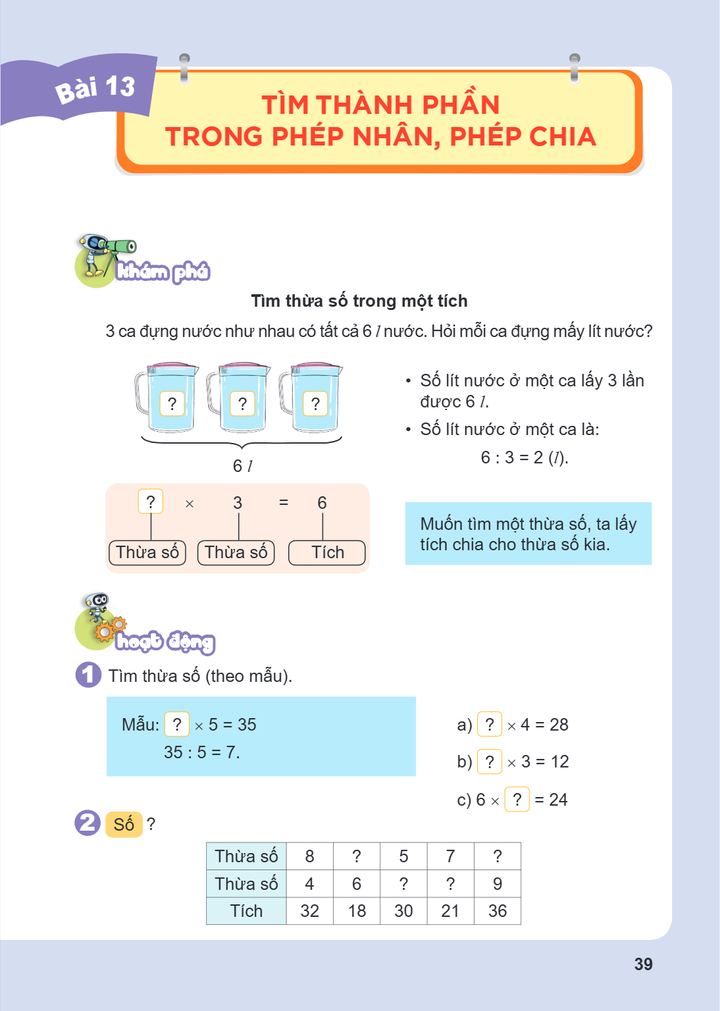 Bài 13
TÌM THÀNH PHẦN
TRONG PHÉP NHÂN, PHÉP CHIA
khám phá
Tìm thừa số trong một tích
3 ca đựng nước như nhau có tất cả 6 l nước. Hỏi mỗi ca đựng mấy lít nước?
? ? ?
6 l
• Số lít nước ở một ca lấy 3 lần
được 6 l.
• Số lít nước ở một ca là:
6 : 3 = 2 (l).
? × 3 = 6
Thừa số Thừa số Tích
Muốn tìm một thừa số, ta lấy
tích chia cho thừa số kia.
hoạt động
1 Tìm thừa số (theo mẫu).
Mẫu: ? × 5 = 35
35 : 5 = 7.
a) ? × 4 = 28
b) ? × 3 = 12
c) 6 × ? = 24
2 Số ?
Thừa số 8 ? 5 7 ?
Thừa số 4 6 ? ? 9
Tích 32 18 30 21 36
39